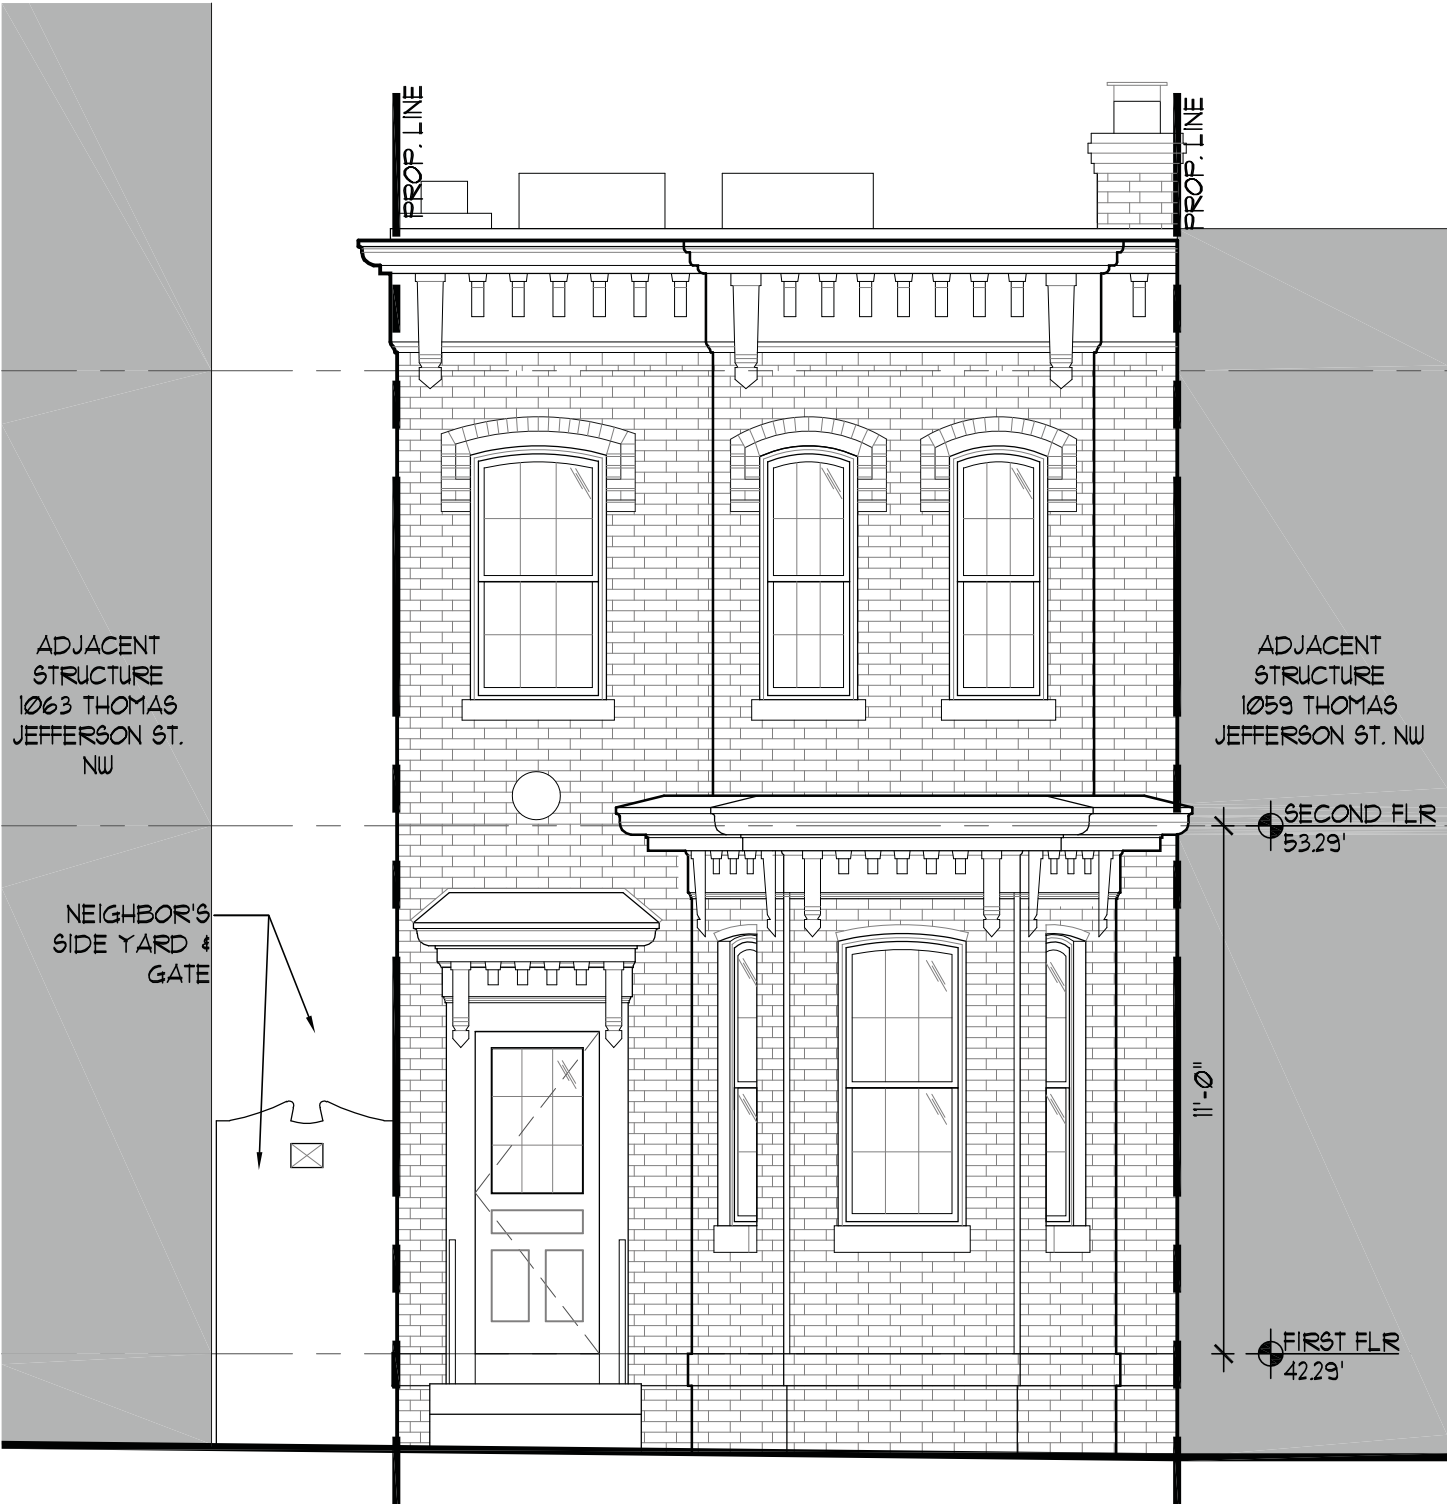 PROP. LINE
PROP. LINE
ADJACENT
STRUCTURE
1063 THOMAS
JEFFERSON ST.
NW
ADJACENT
STRUCTURE
1059 THOMAS
JEFFERSON ST. NW
SECOND FLR
53.29'
NEIGHBOR'S
SIDE YARD &
GATE
11'-0"
FIRST FLR
42.29'